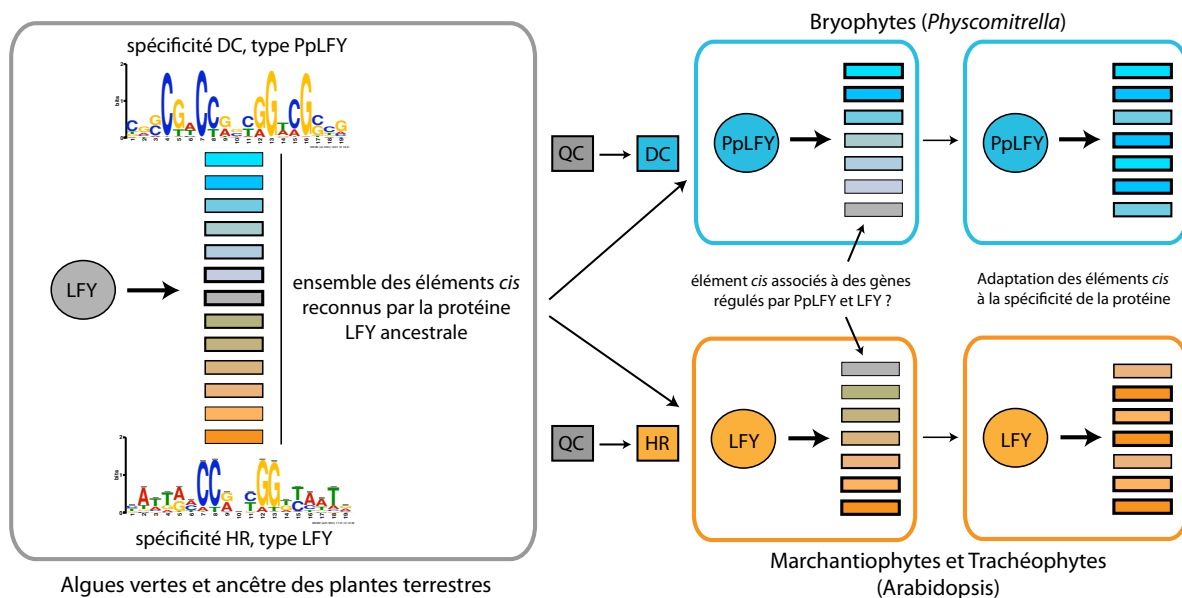 spécificité DC, type PpLFY
LFY
ensemble des éléments cis
reconnus par la protéine
LFY ancestrale
spécificité HR, type LFY
Algues vertes et ancêtre des plantes terrestres
Bryophytes (Physcomitrella)
QC
DC
PpLFY
PpLFY
élément cis associés à des gènes
régulés par PpLFY et LFY ?
Adaptation des éléments cis
à la spécificité de la protéine
QC
HR
LFY
LFY
Marchantiophytes et Trachéophytes
(Arabidopsis)